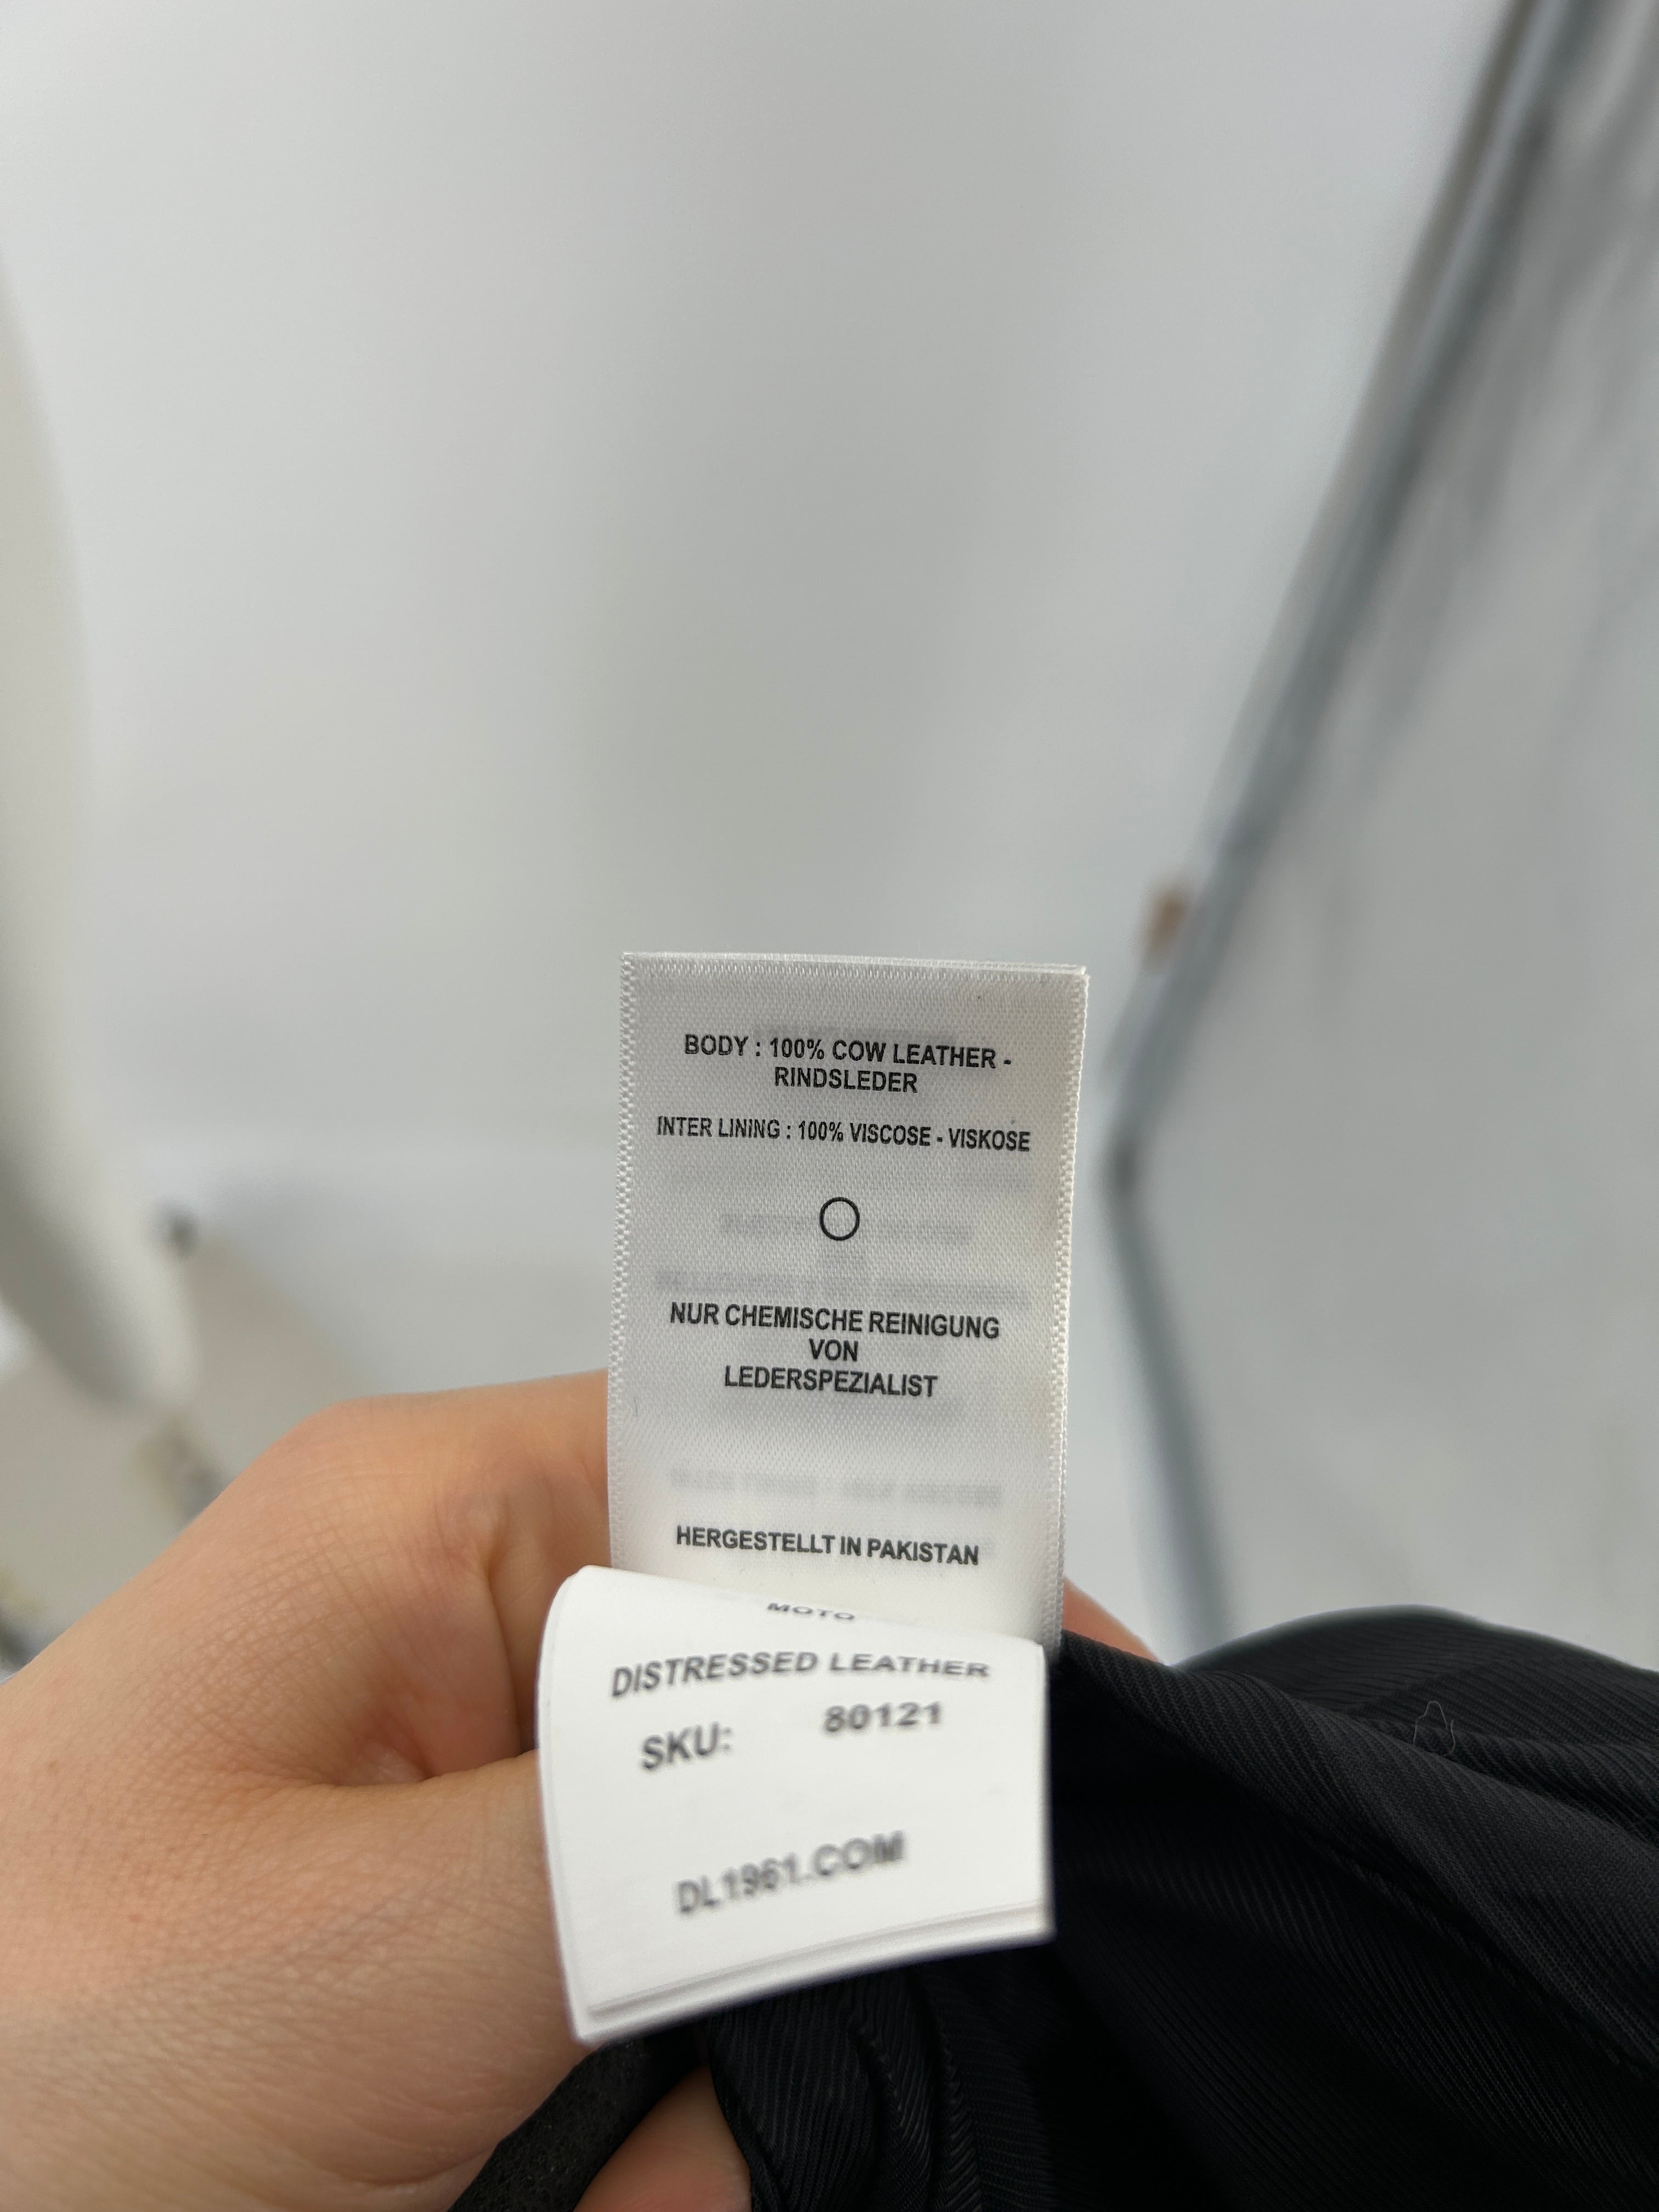 BODY : 100% COW LEATHER -
RINDSLEDER
INTER LINING : 100% VISCOSE - VISKOSE
NUR CHEMISCHE REINIGUNG
VON
LEDERSPEZIALIST
HERGESTELLT IN PAKISTAN
MOTO
DISTRESSED LEATHER
SKU: 80121
DL1961.COM